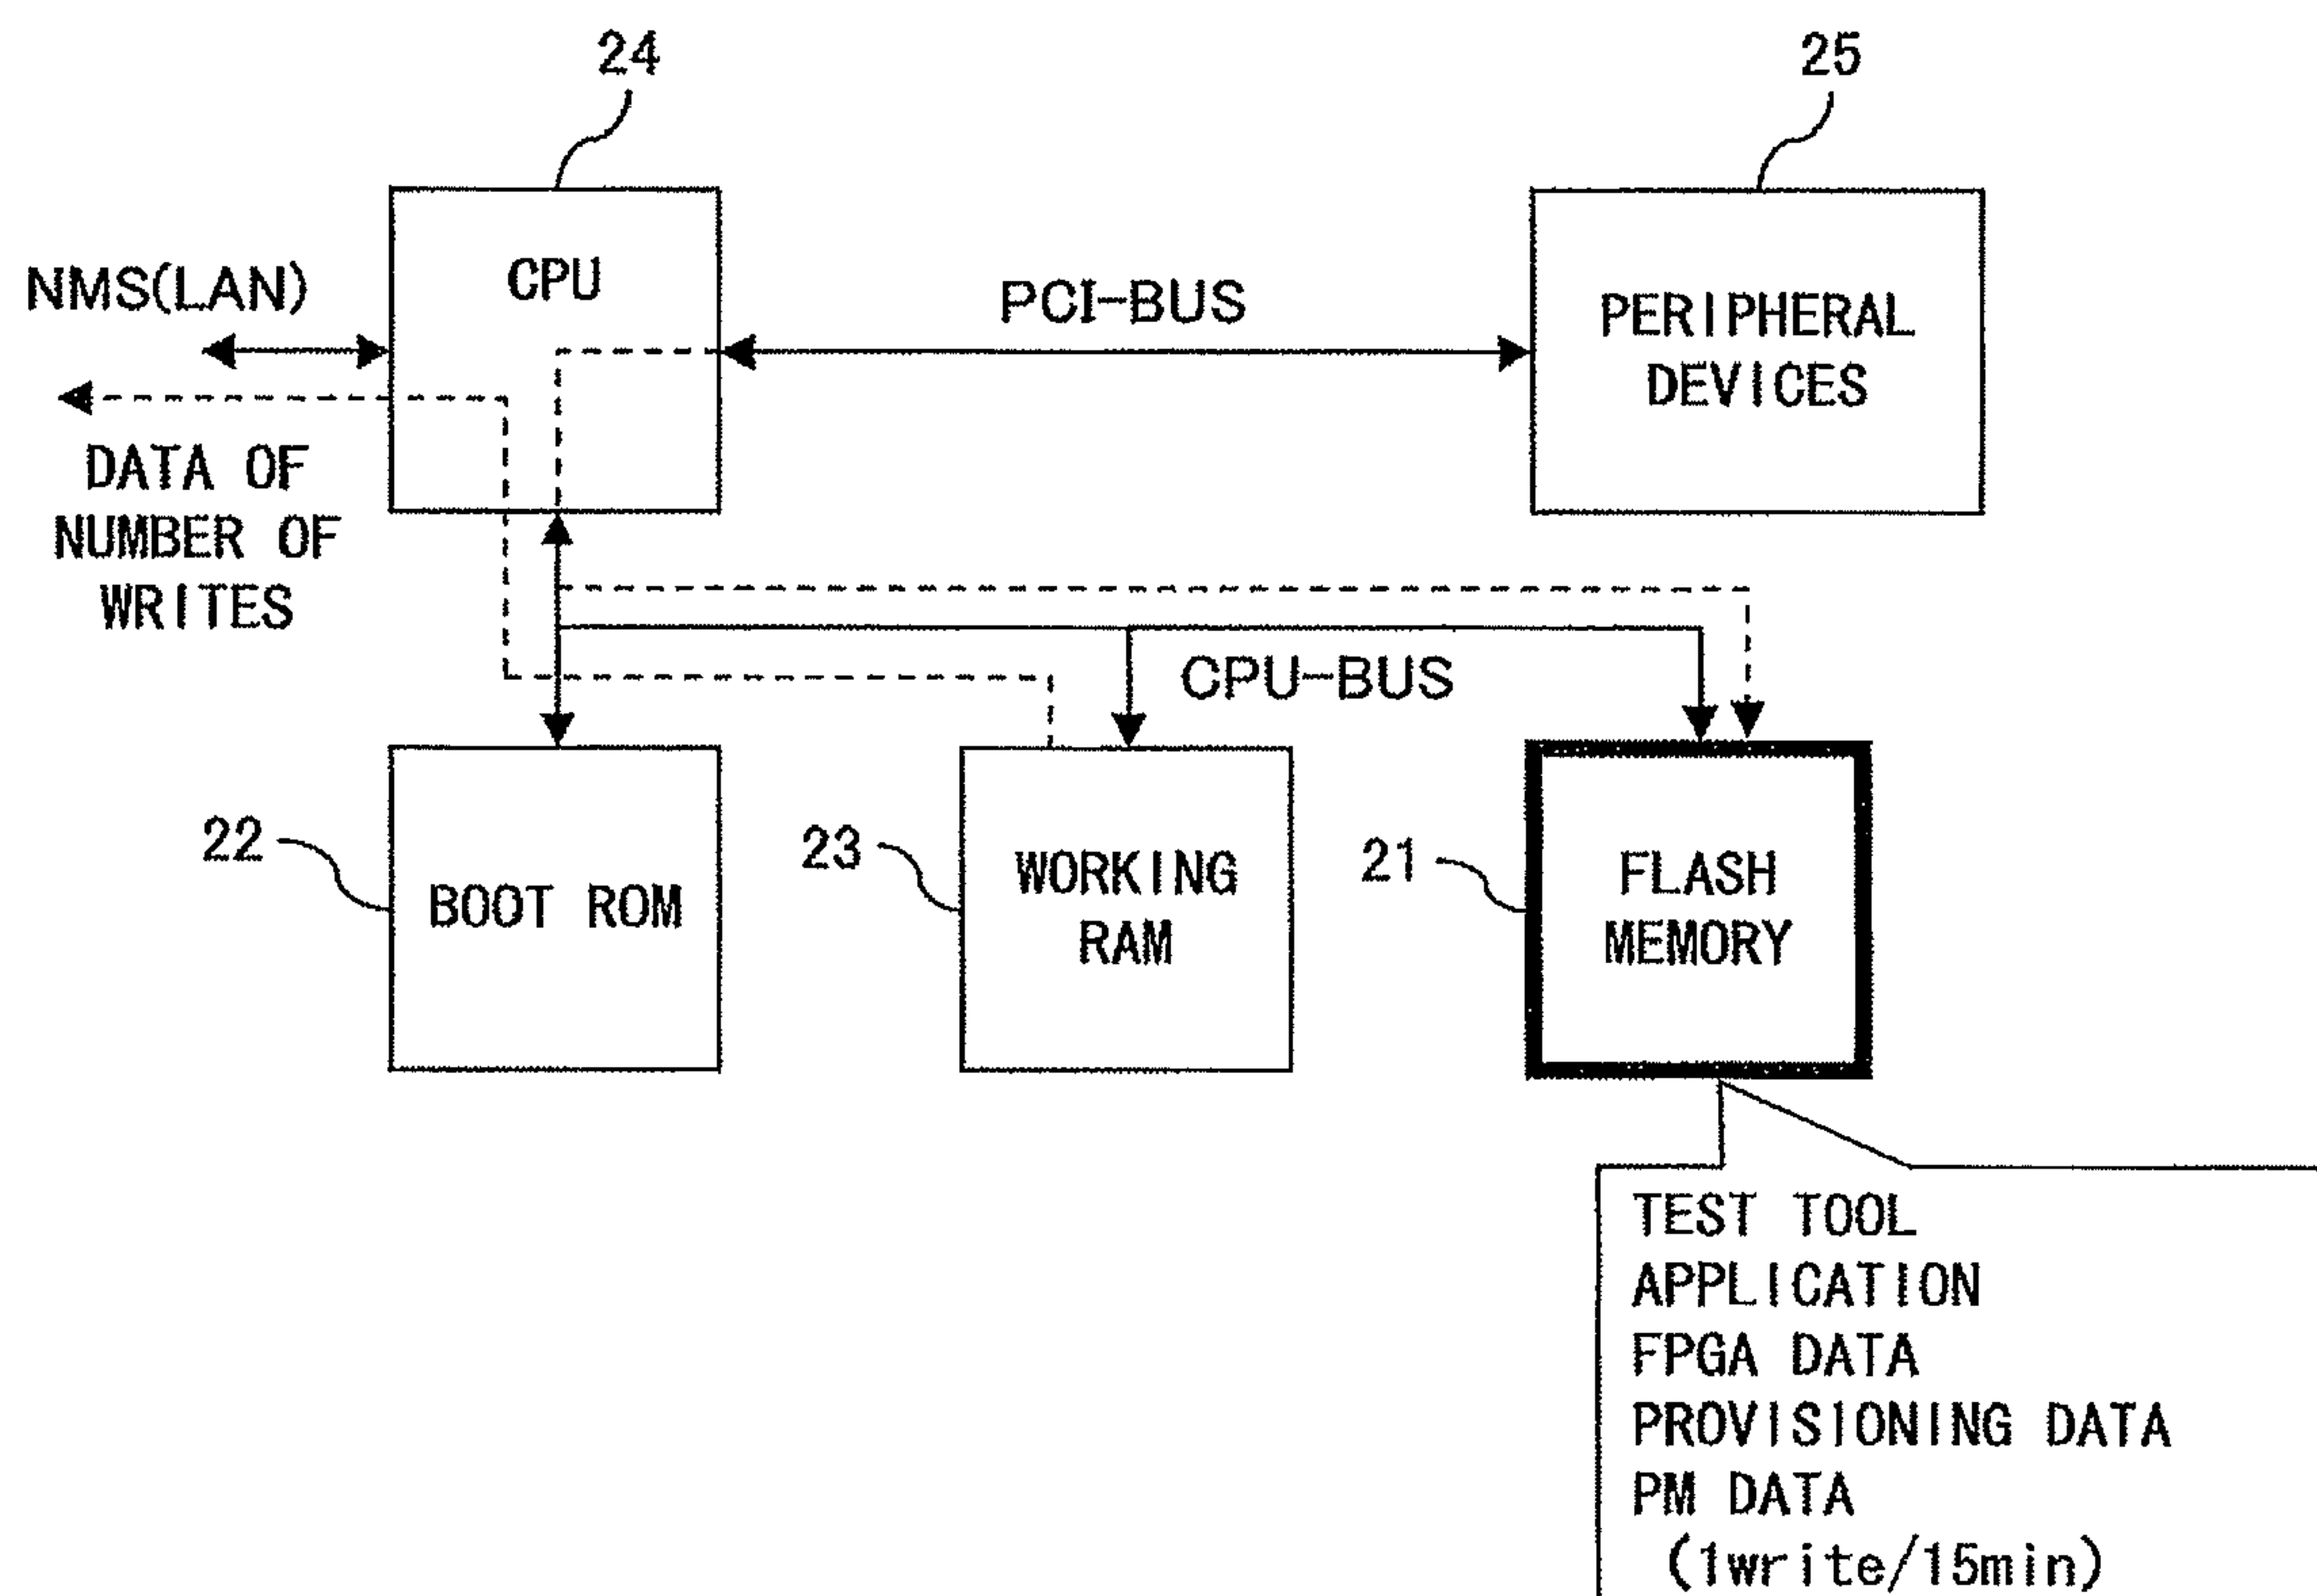 24
25
CPU
NMS(LAN)
PCI-BUS
PERIPHERAL
DEVICES
DATA OF
NUMBER OF
WRITES
CPU-BUS
22
BOOT ROM
23
WORKING
RAM
21
FLASH
MEMORY
TEST TOOL
APPLICATION
FPGA DATA
PROVISIONING DATA
PM DATA
(1write/15min)